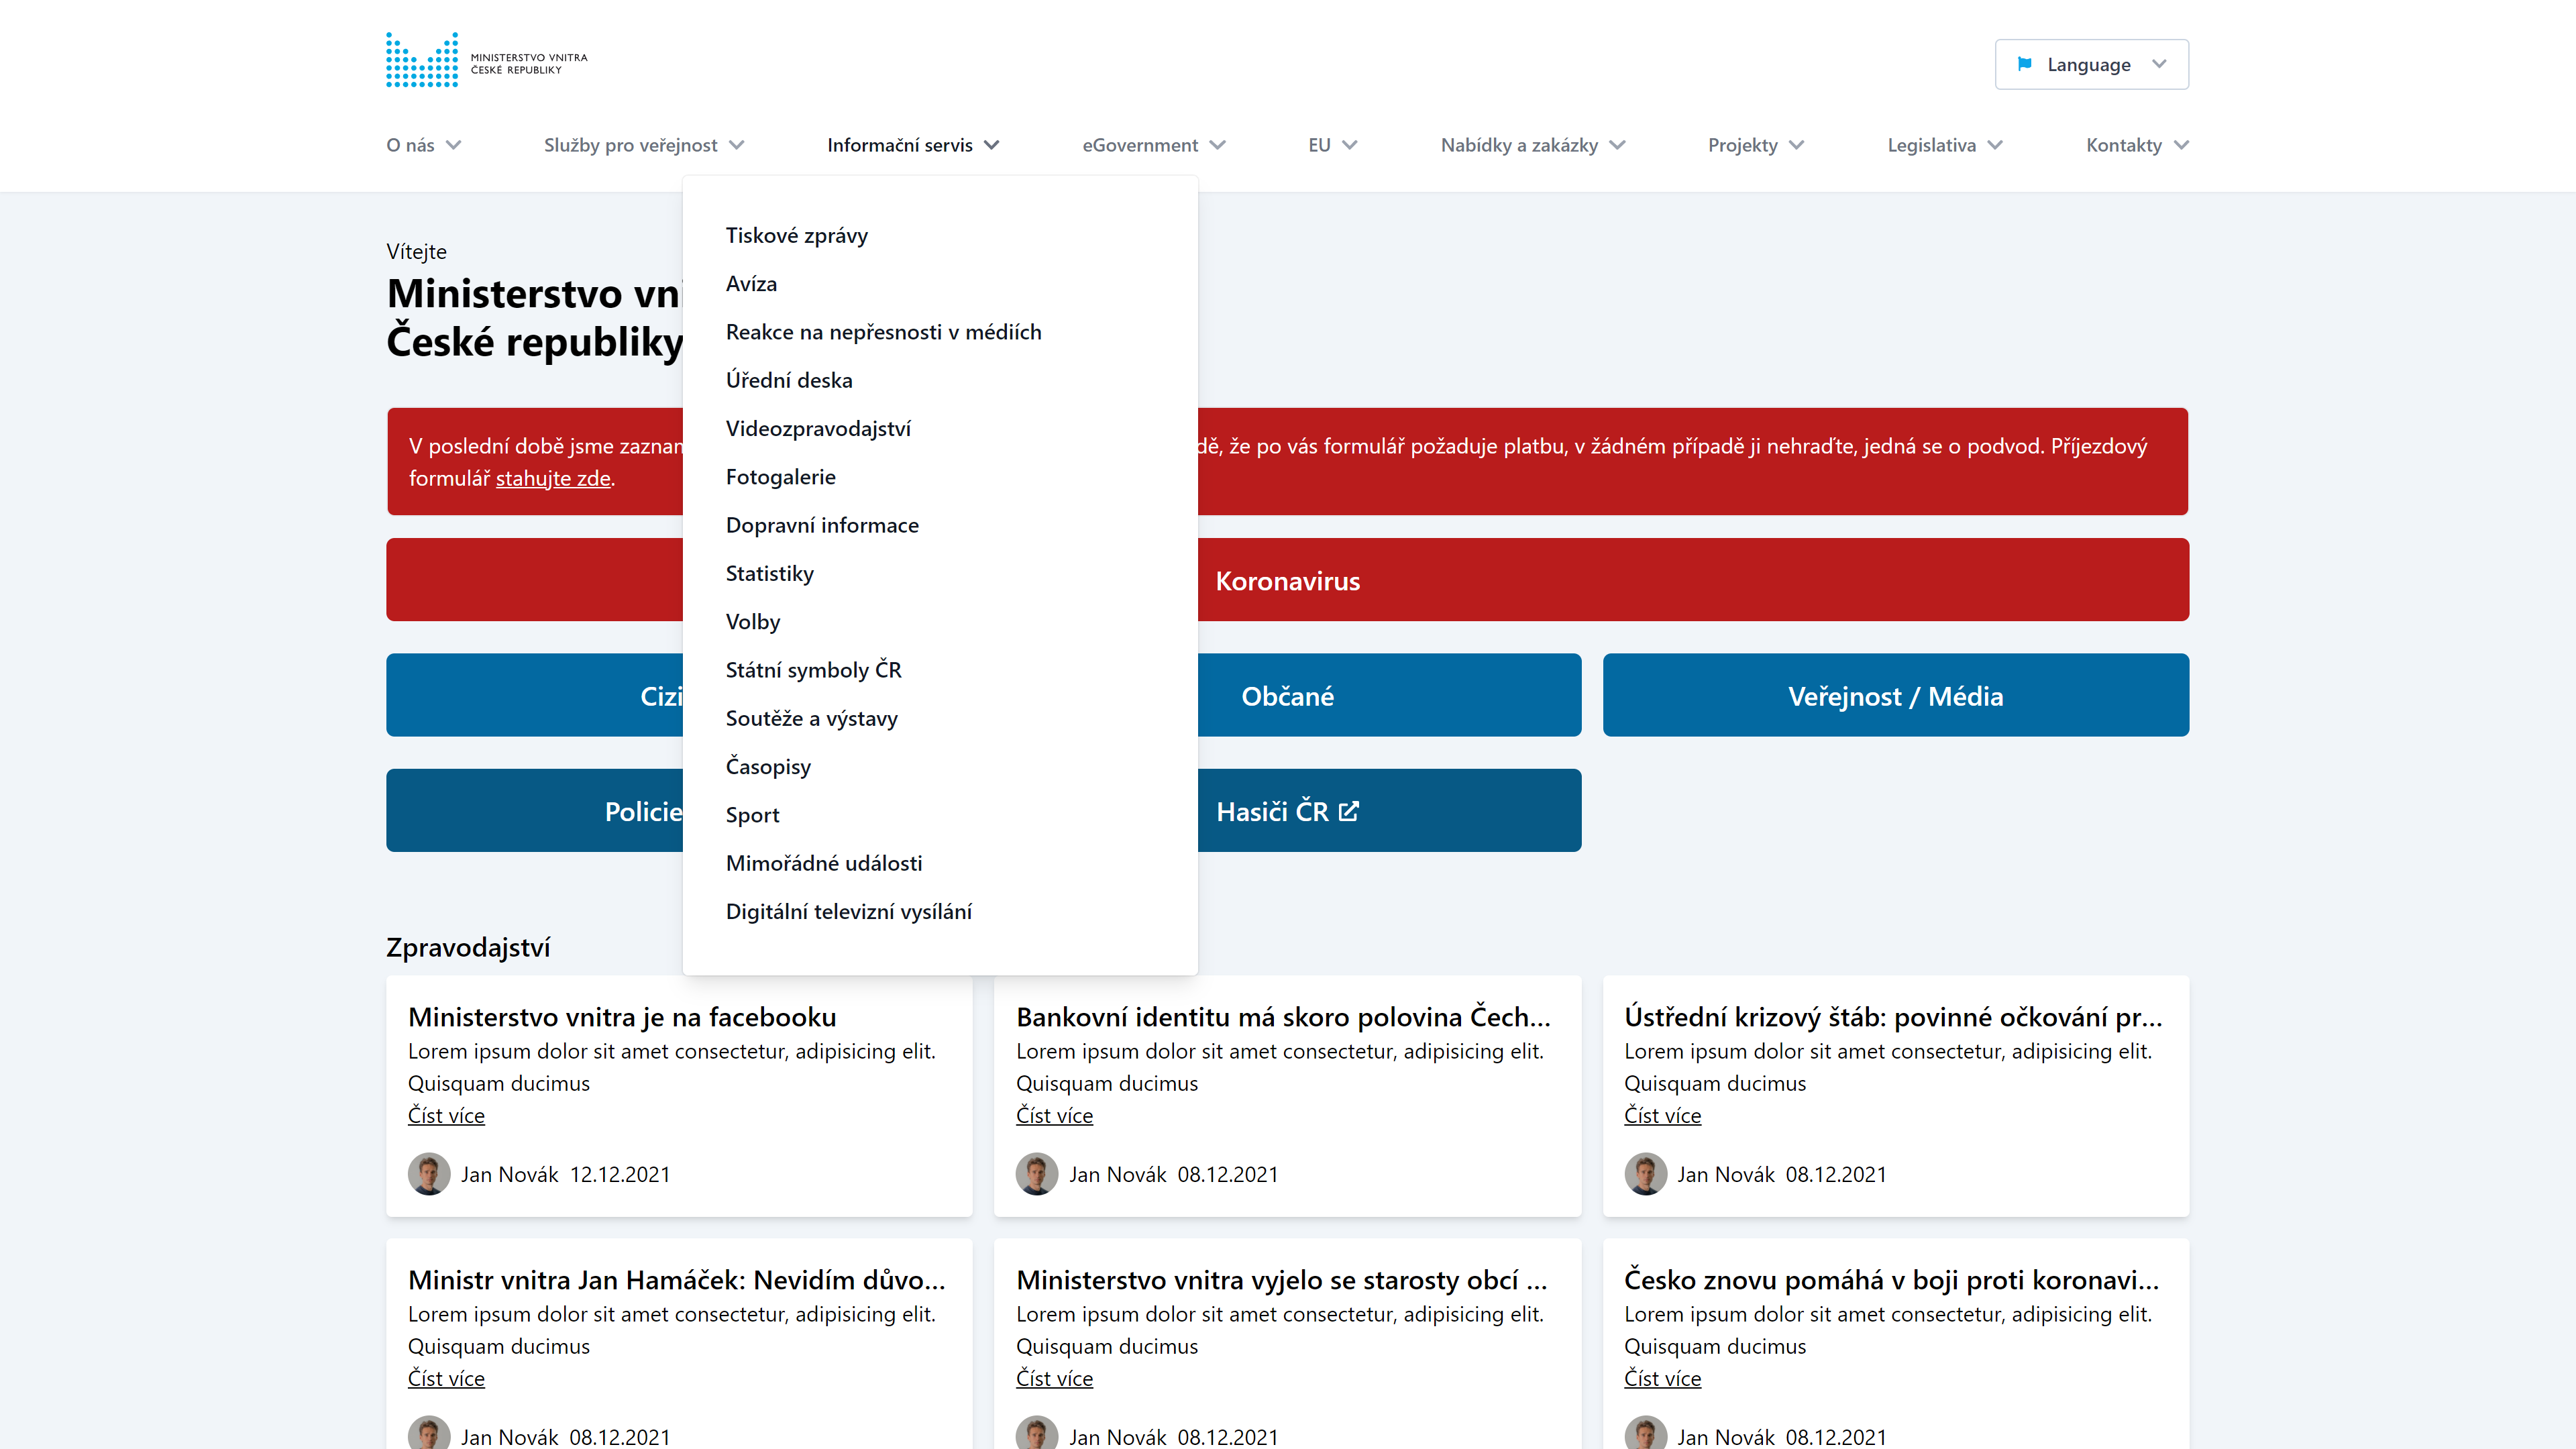 MINISTERSTVO VNITRA
ČESKÉ REPUBLIKY
Language
O nás
Služby pro veřejnost
Informační servis
eGovernment
EU
Nabídky a zakázky
Projekty
Legislativa
Kontakty
Tiskové zprávy
Avíza
Reakce na nepřesnosti v médiích
Úřední deska
Videozpravodajství
Fotogalerie
Dopravní informace
Statistiky
Volby
Státní symboly ČR
Soutěže a výstavy
Časopisy
Sport
Mimořádné události
Digitální televizní vysílání
Vítejte
Ministerstvo
České republiky
V poslední době jsme
že po vás formulář požaduje platbu, v žádném případě ji nehraďte, jedná se o podvod. Příjezdový
formulář stahujte zde.
Koronavirus
Občané
Veřejnost / Média
Policie
Hasiči ČR
Zpravodajství
Ministerstvo vnitra je na facebooku
Lorem ipsum dolor sit amet consectetur, adipisicing elit.
Quisquam ducimus
Číst více
Jan Novák 12.12.2021
Bankovní identitu má skoro polovina Čech...
Lorem ipsum dolor sit amet consectetur, adipisicing elit.
Quisquam ducimus
Číst více
Jan Novák 08.12.2021
Ústřední krizový štáb: povinné očkování pr...
Lorem ipsum dolor sit amet consectetur, adipisicing elit.
Quisquam ducimus
Číst více
Jan Novák 08.12.2021
Ministr vnitra Jan Hamáček: Nevidím důvo...
Lorem ipsum dolor sit amet consectetur, adipisicing elit.
Quisquam ducimus
Číst více
Jan Novák 08.12.2021
Ministerstvo vnitra vyjelo se starosty obcí ...
Lorem ipsum dolor sit amet consectetur, adipisicing elit.
Quisquam ducimus
Číst více
Jan Novák 08.12.2021
Česko znovu pomáhá v boji proti koronavi...
Lorem ipsum dolor sit amet consectetur, adipisicing elit.
Quisquam ducimus
Číst více
Jan Novák 08.12.2021